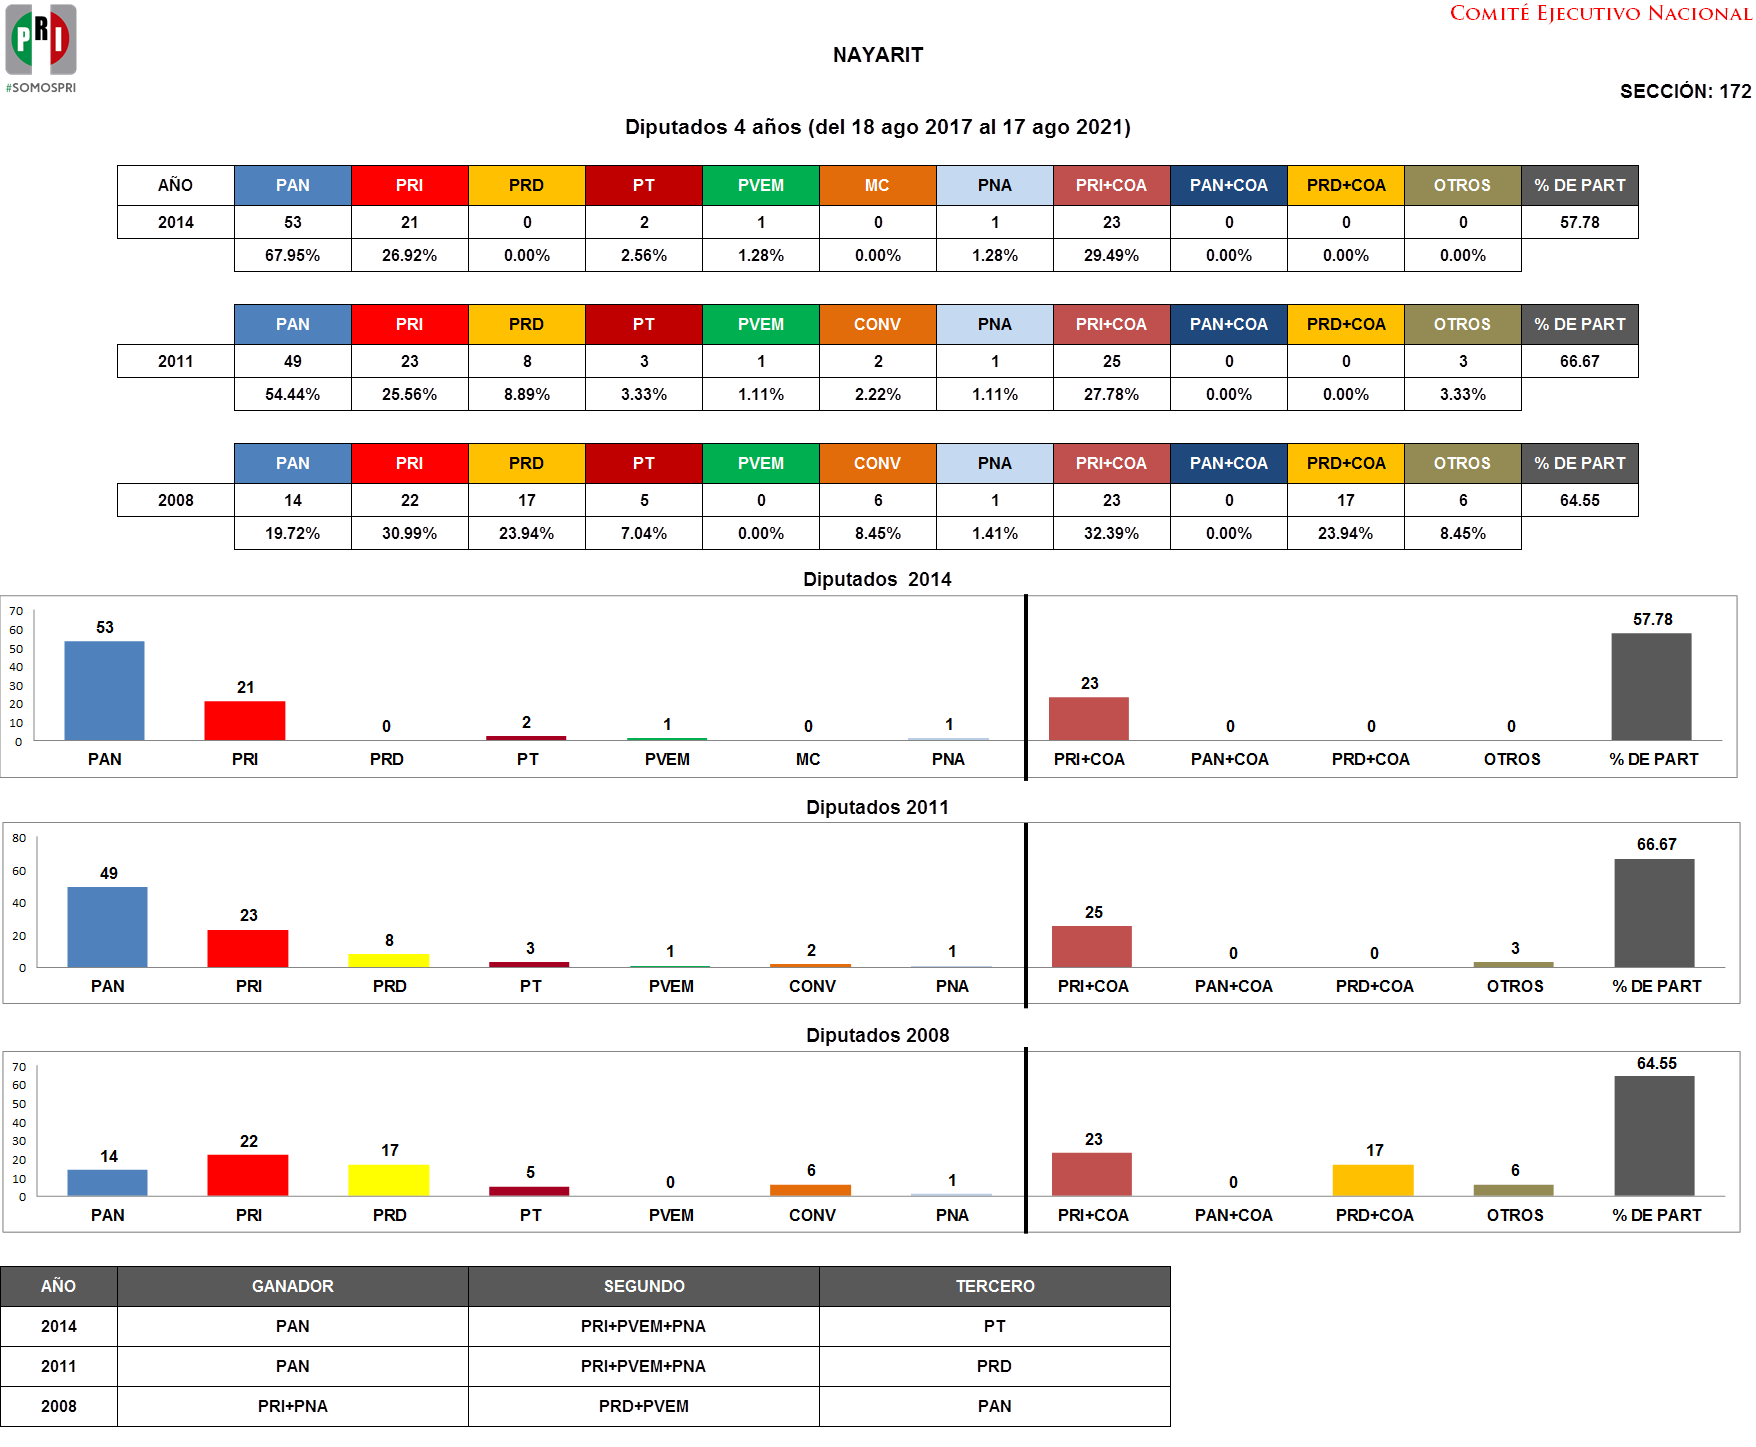 PRI
#SOMOSPRI
COMITÉ EJECUTIVO NACIONAL
NAYARIT
SECCIÓN: 172
Diputados 4 años (del 18 ago 2017 al 17 ago 2021)
AÑO PAN PRI PRD PT PVEM MC PNA PRI+COA PAN+COA PRD+COA OTROS % DE PART
2014 53 21 0 2 1 0 1 23 0 0 0 57.78
67.95% 26.92% 0.00% 2.56% 1.28% 0.00% 1.28% 29.49% 0.00% 0.00% 0.00%
PAN PRI PRD PT PVEM CONV PNA PRI+COA PAN+COA PRD+COA OTROS % DE PART
2011 49 23 8 3 1 2 1 25 0 0 3 66.67
54.44% 25.56% 8.89% 3.33% 1.11% 2.22% 1.11% 27.78% 0.00% 0.00% 3.33%
PAN PRI PRD PT PVEM CONV PNA PRI+COA PAN+COA PRD+COA OTROS % DE PART
2008 14 22 17 5 0 6 1 23 0 17 6 64.55
19.72% 30.99% 23.94% 7.04% 0.00% 8.45% 1.41% 32.39% 0.00% 23.94% 8.45%
Diputados 2014
70
60
50
40
30
20
10
0
53 21 0 2 1 0 1 23 0 0 0 57.78
PAN PRI PRD PT PVEM MC PNA PRI+COA PAN+COA PRD+COA OTROS % DE PART
Diputados 2011
80
60
40
20
0
49 23 8 3 1 2 1 25 0 0 3 66.67
PAN PRI PRD PT PVEM CONV PNA PRI+COA PAN+COA PRD+COA OTROS % DE PART
Diputados 2008
70
60
50
40
30
20
10
0
14 22 17 5 0 6 1 23 0 17 6 64.55
PAN PRI PRD PT PVEM CONV PNA PRI+COA PAN+COA PRD+COA OTROS % DE PART
AÑO GANADOR SEGUNDO TERCERO
2014 PAN PRI+PVEM+PNA PT
2011 PAN PRI+PVEM+PNA PRD
2008 PRI+PNA PRD+PVEM PAN